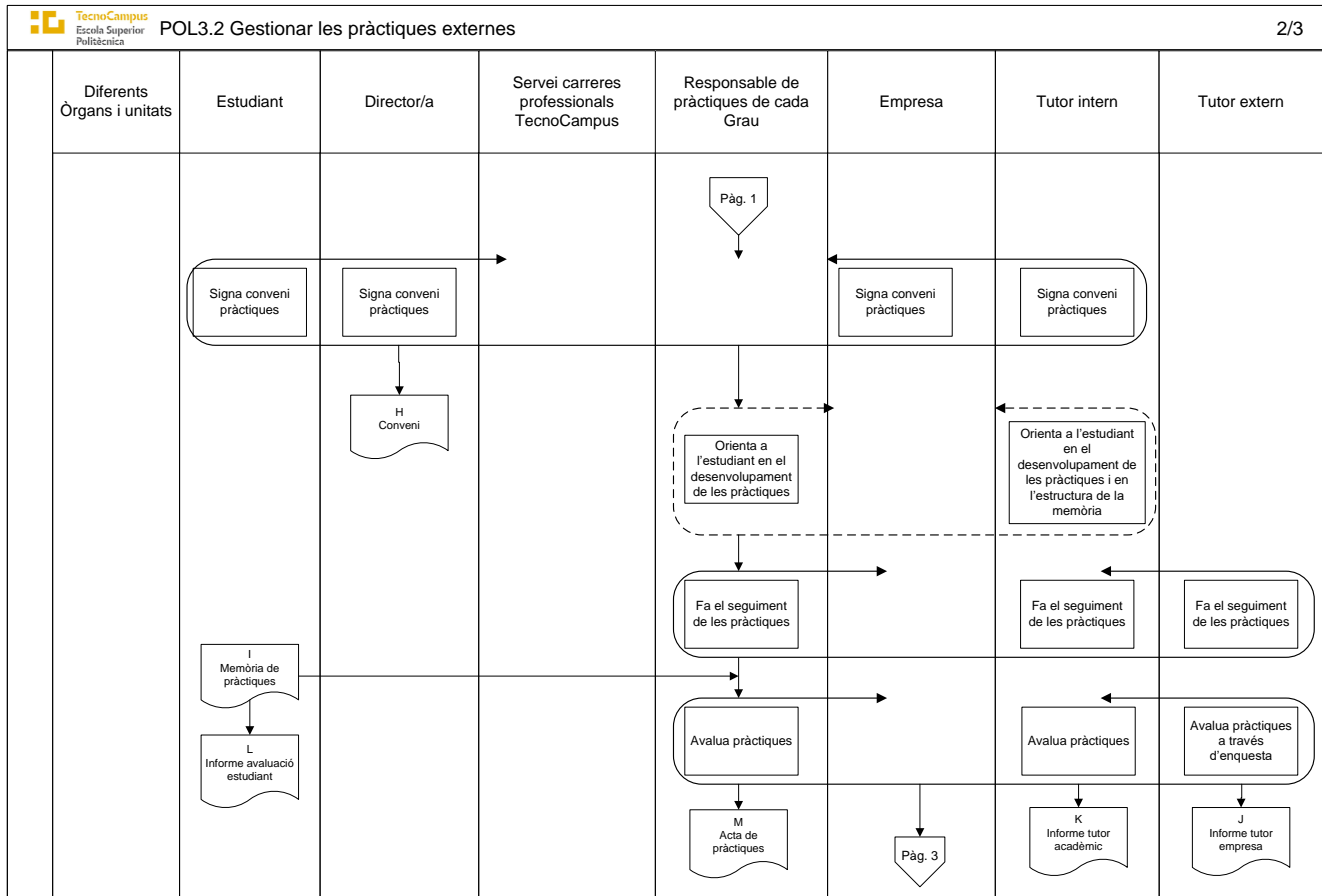 TecnoCampus
Escola Superior
Politècnica
POL3.2 Gestionar les pràctiques externes
2/3
Diferents
Òrgans i unitats
Estudiant
Director/a
Servei carreres
professionals
TecnoCampus
Responsable de
pràctiques de cada
Grau
Empresa
Tutor intern
Tutor extern
Pàg. 1
Signa conveni
pràctiques
Signa conveni
pràctiques
Signa conveni
pràctiques
Signa conveni
pràctiques
H
Conveni
Orienta a
l'estudiant en el
desenvolupament
de les pràctiques
Orienta a l'estudiant
en el
desenvolupament de
les pràctiques i en
l'estructura de la
memòria
Fa el seguiment
de les pràctiques
Fa el seguiment
de les pràctiques
Fa el seguiment
de les pràctiques
I
Memòria de
pràctiques
L
Informe avaluació
estudiant
Avalua pràctiques
Avalua pràctiques
Avalua pràctiques
a través
d'enquesta
M
Acta de
pràctiques
Pàg. 3
K
Informe tutor
acadèmic
J
Informe tutor
empresa